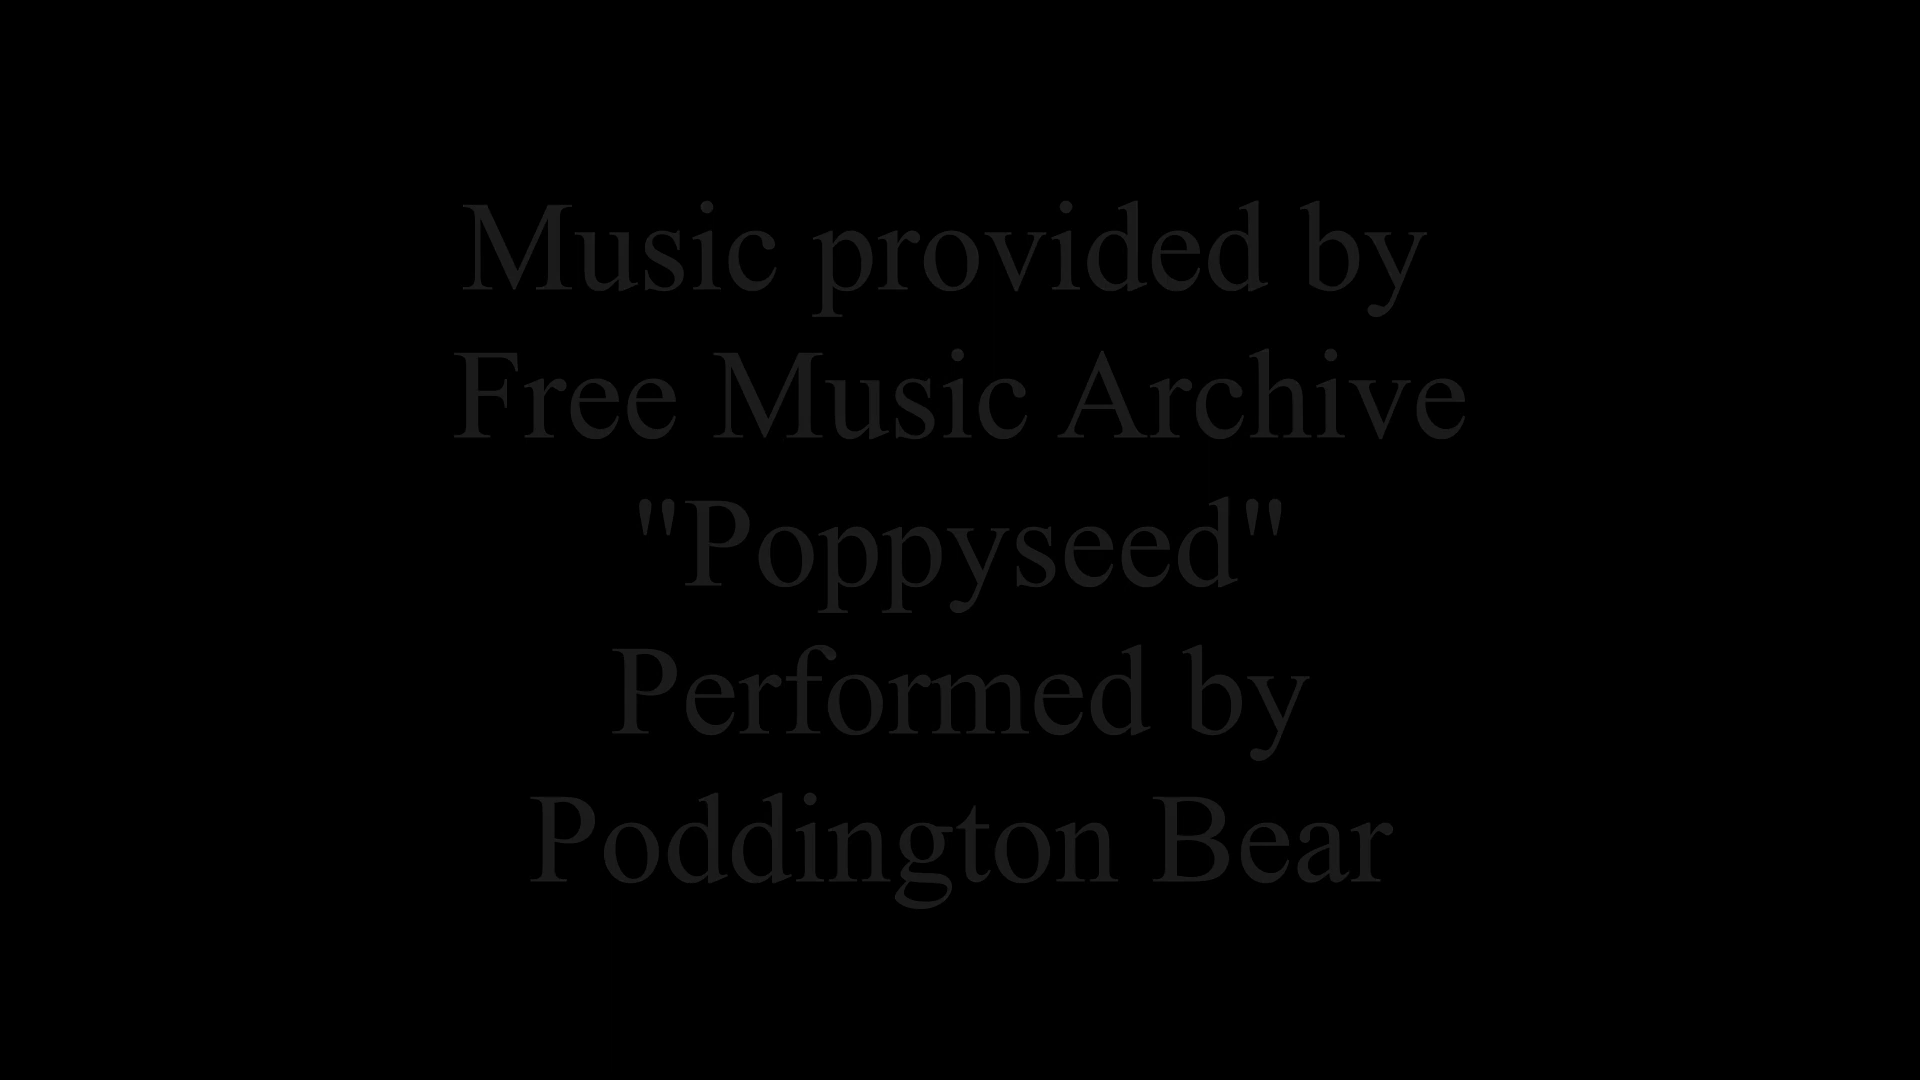 Music provided by
Free Music Archive
"Poppyseed"
Performed by
Poddington Bear